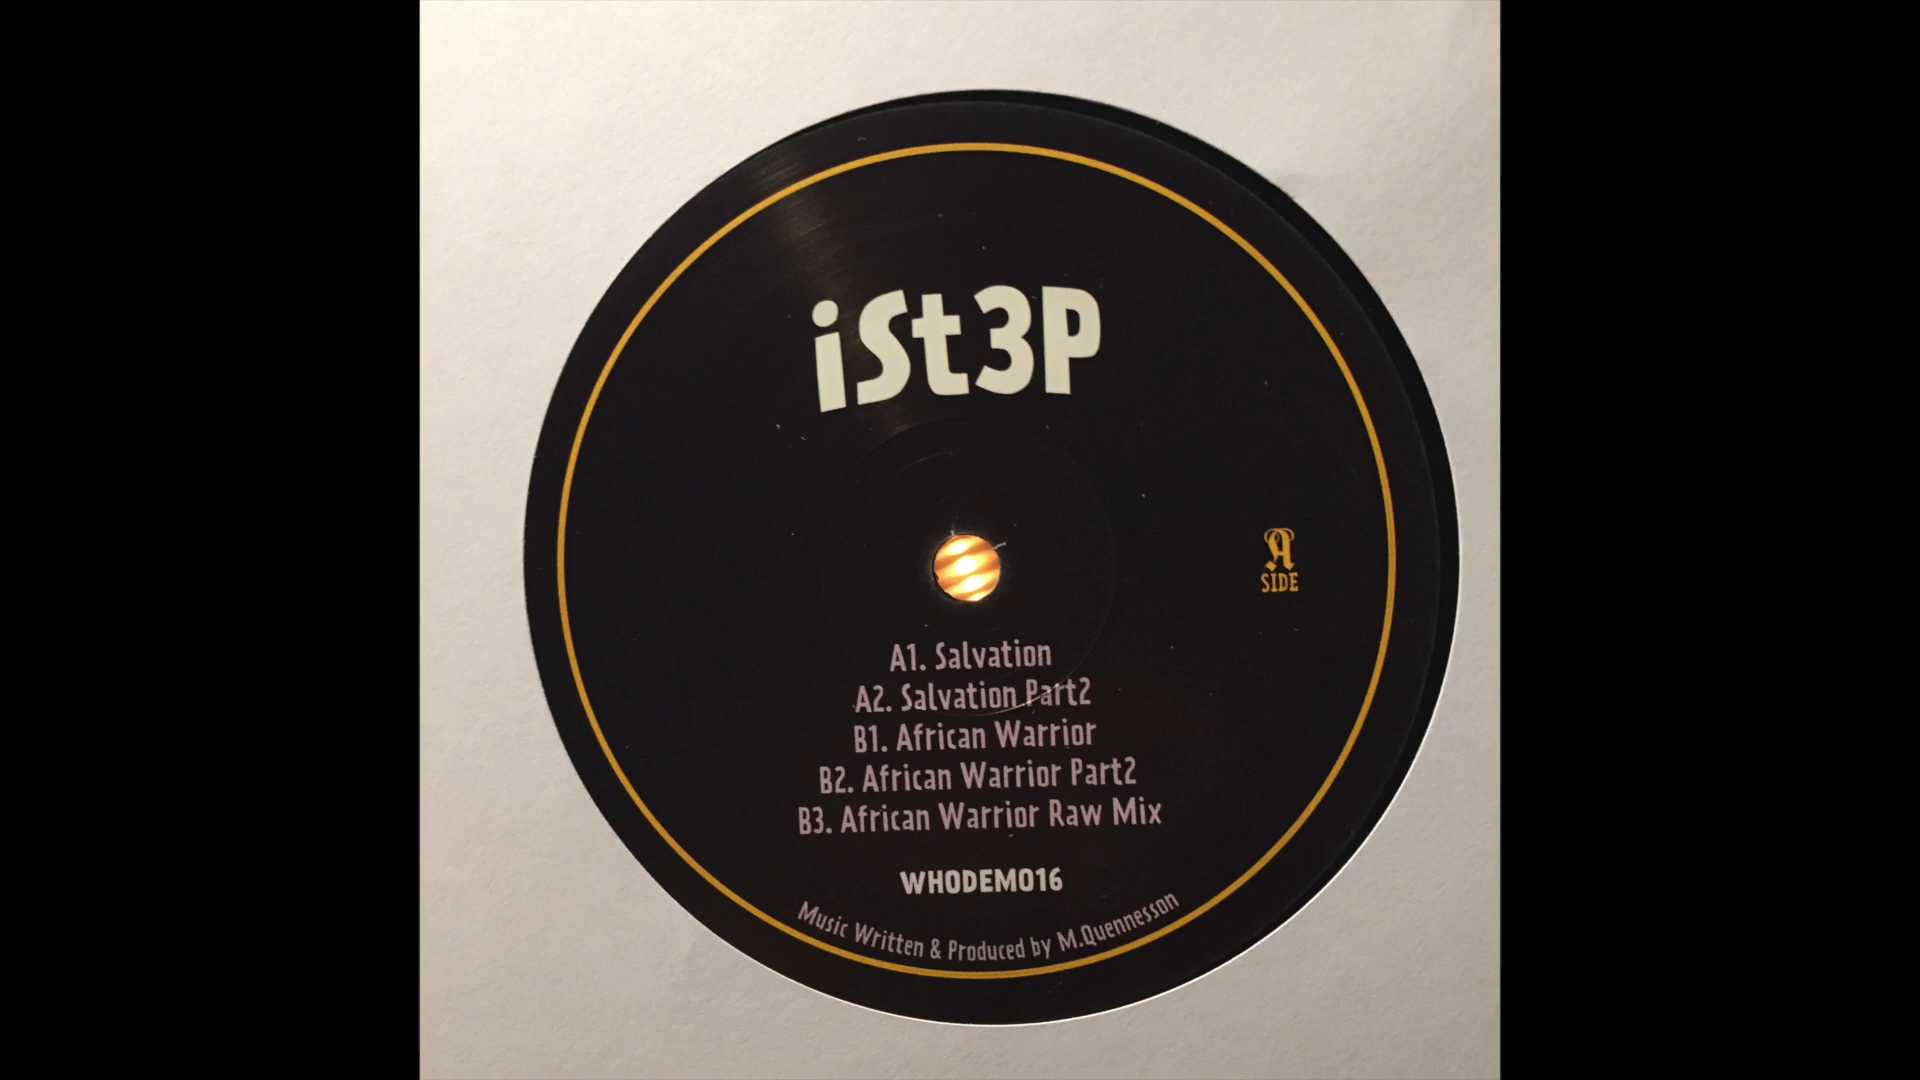 iSt3P
A
SIDE
A1. Salvation
A2. Salvation Part2
B1. African Warrior
B2. African Warrior Part2
B3. African Warrior Raw Mix
WHODEM016
Music Written & Produced by M.Quennesson